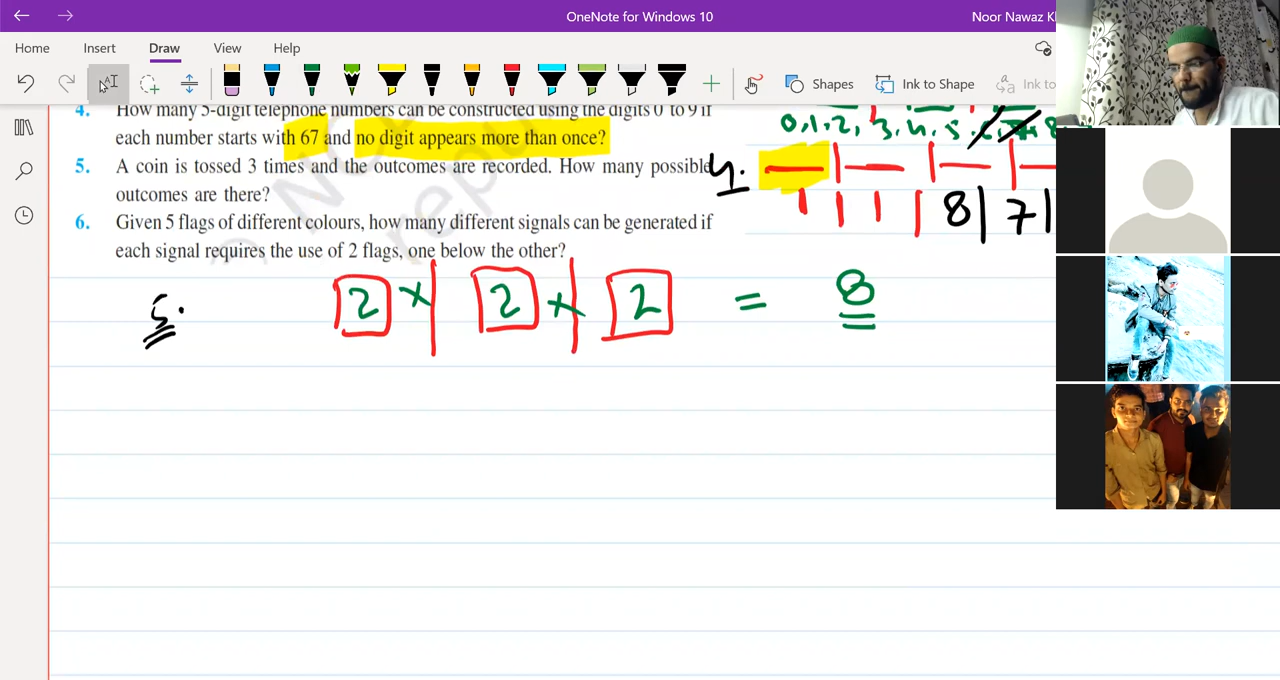 OneNote for Windows 10
Noor Nawaz Kh
Home Insert Draw View Help
Shapes Ink to Shape Ink to
4. How many 5-digit telephone numbers can be constructed using the digits 0 to 9 if
each number starts with 67 and no digit appears more than once?
5. A coin is tossed 3 times and the outcomes are recorded. How many possible
outcomes are there?
6. Given 5 flags of different colours, how many different signals can be generated if
each signal requires the use of 2 flags, one below the other?
0,1,2,3,4,5,
4.
1 | 1 | 8 | 7 |
5. 2 × | 2 × | 2 = 8